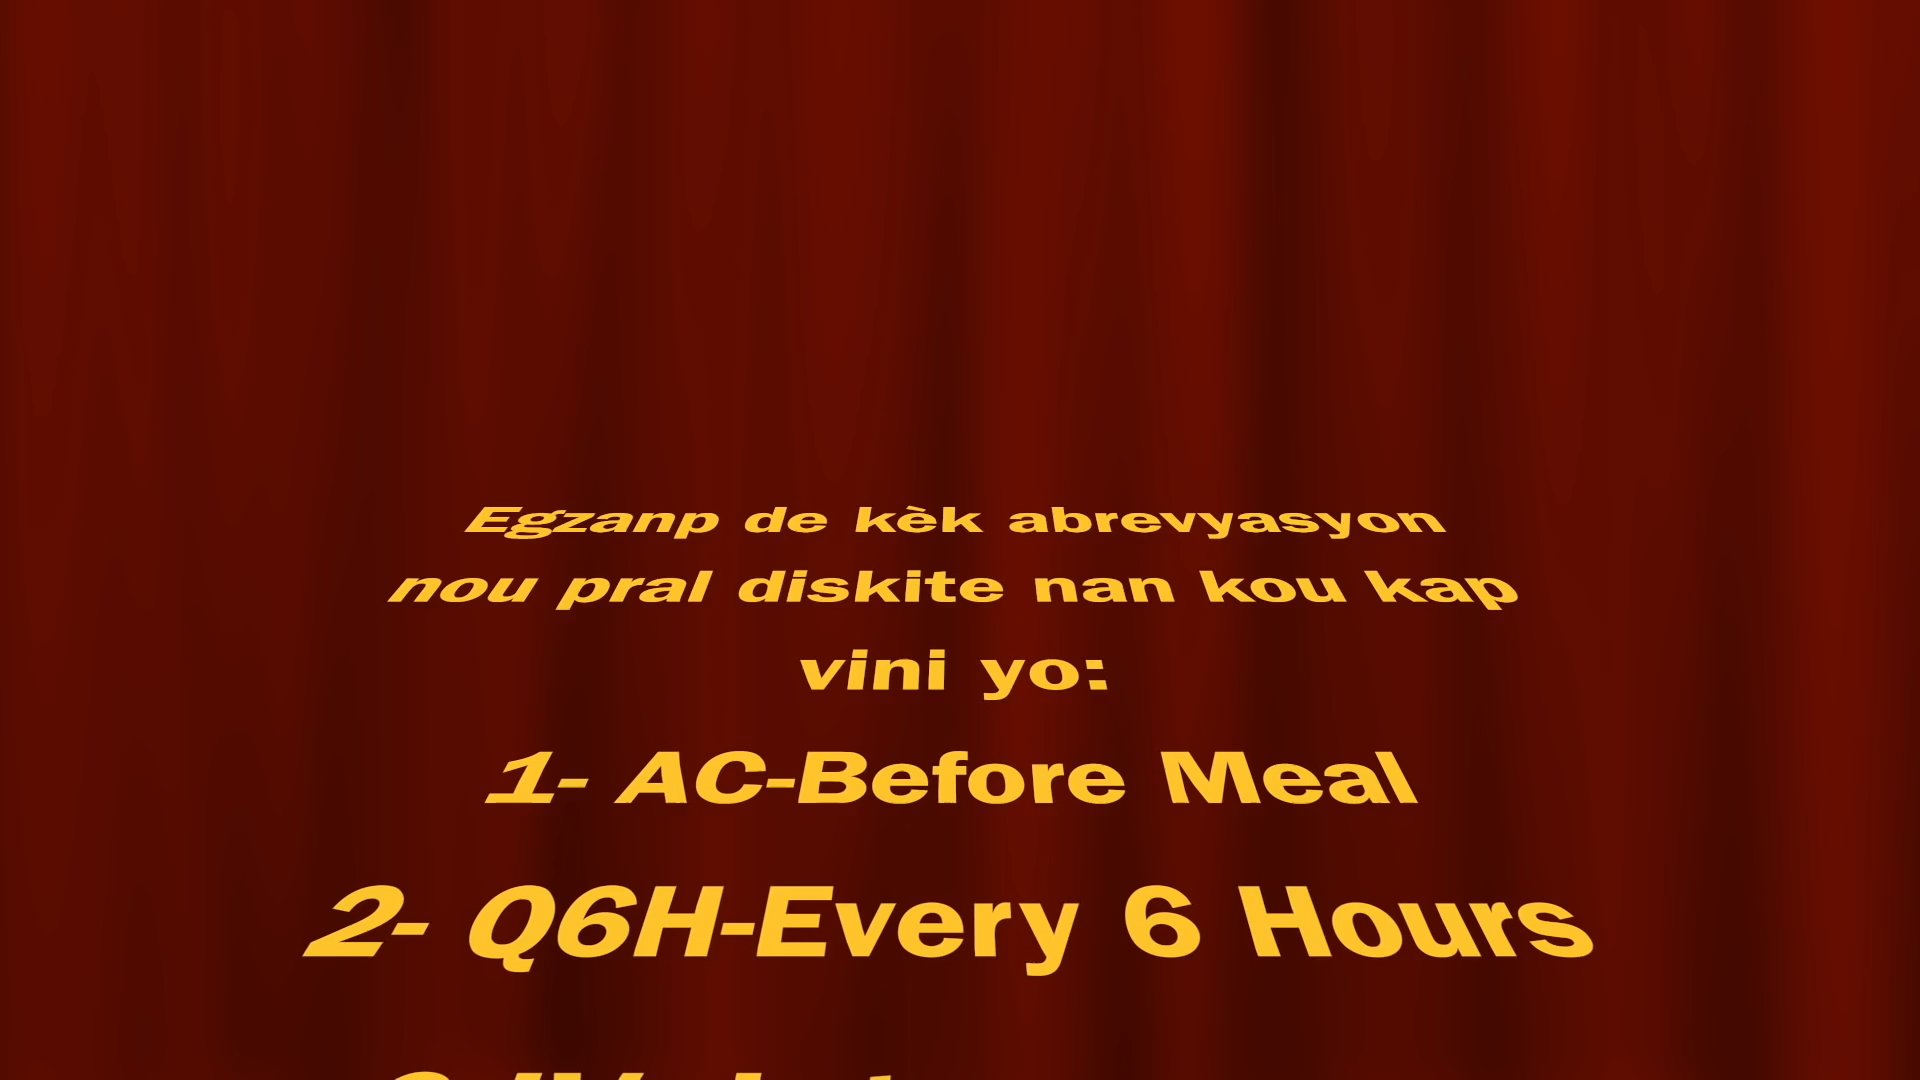 Egzanp de kèk abrevyasyon
nou pral diskite nan kou kap
vini yo:
1- AC-Before Meal
2- Q6H-Every 6 Hours